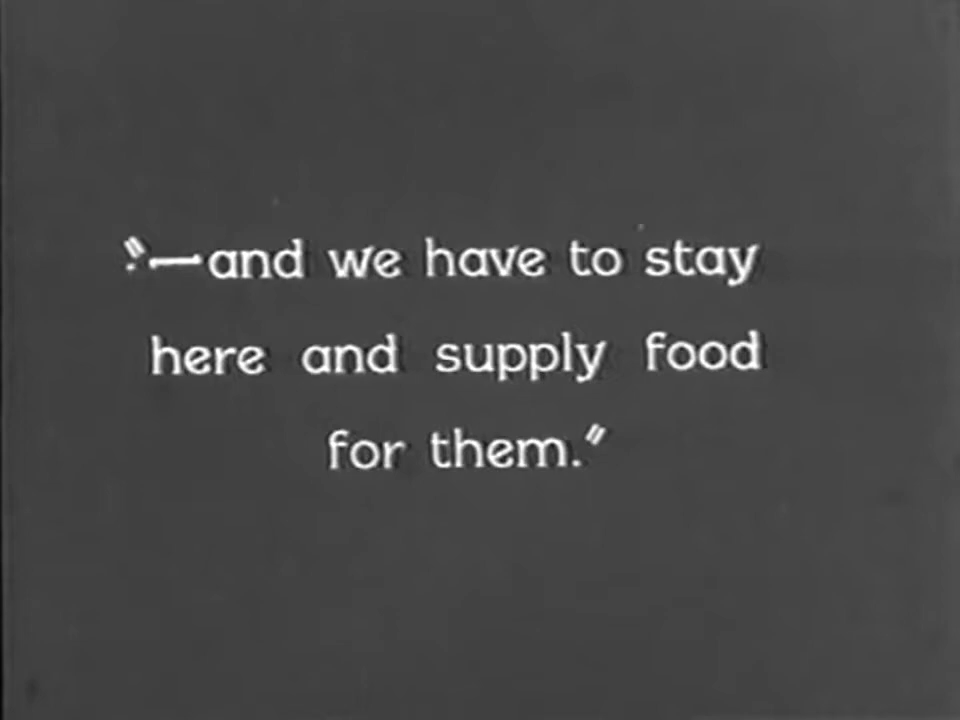 "—and we have to stay
here and supply food
for them."